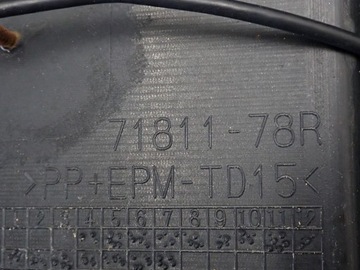 71811-78R
>PP+EPM-TD15<
1 2 3 4 5 6 7 8 9 10 11 12